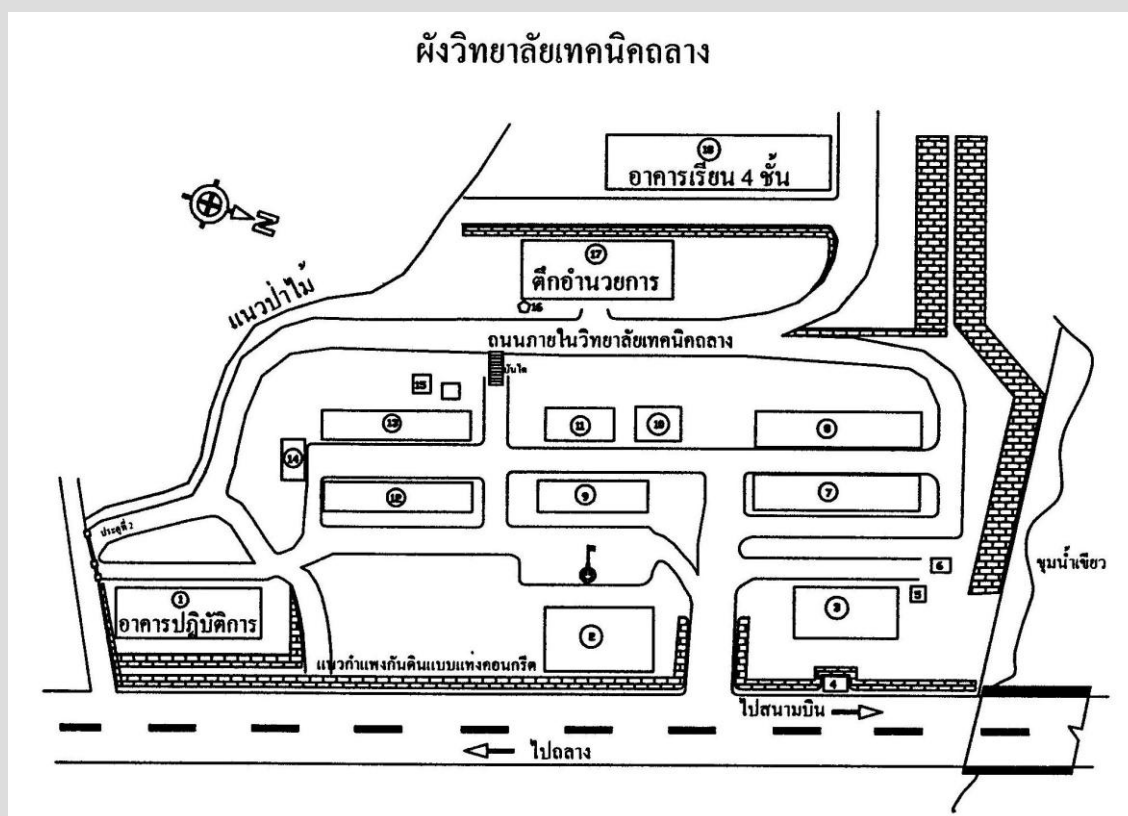 ผังวิทยาลัยเทคนิคถลาง
18
อาคารเรียน 4 ชั้น
N
17
ตึกอำนวยการ
16
แนวป่าไม้
ถนนภายในวิทยาลัยเทคนิคถลาง
บันได
15
13
11
10
8
14
12
9
7
ประตูที่ 2
ขุมน้ำเขียว
6
5
1
อาคารปฏิบัติการ
2
3
แนวกำแพงกันดินแบบแท่งคอนกรีต
4
ไปสนามบิน
ไปถลาง